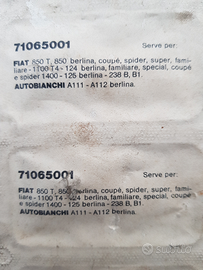 71065001 Serve per:
FIAT 850 T, 850 berlina, coupé, spider, super, fami-
liare - 1100 T4 - 124 berlina, familiare, special, coupé
e spider 1400 - 125 berlina - 238 B, B1.
AUTOBIANCHI A111 - A112 berlina.
71065001 Serve per:
FIAT 850 T, 850 berlina, coupé, spider, super, fami-
liare - 1100 T4 - 124 berlina, familiare, special, coupé
e spider 1400 - 125 berlina - 238 B, B1.
AUTOBIANCHI A111 - A112 berlina.
subito